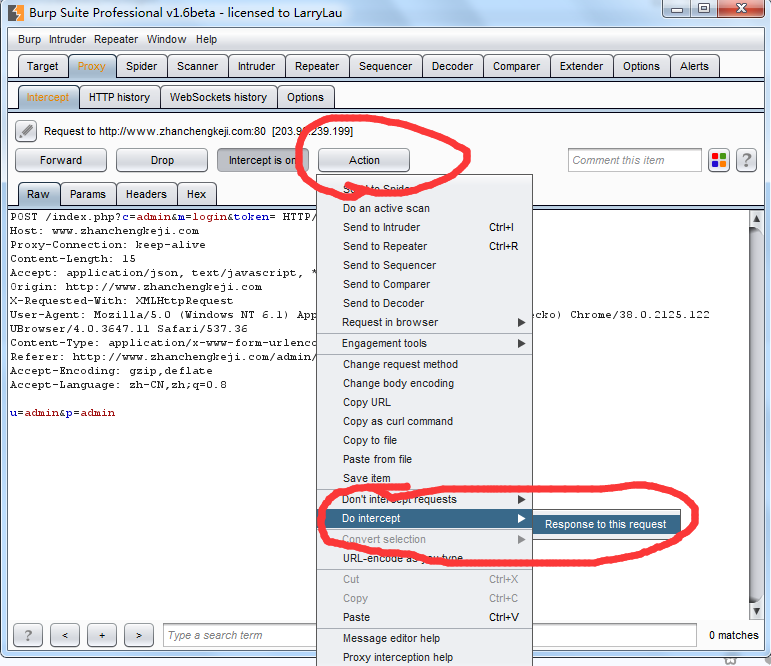 Burp Suite Professional v1.6beta - licensed to LarryLau
Burp Intruder Repeater Window Help
Target Proxy Spider Scanner Intruder Repeater Sequencer Decoder Comparer Extender Options Alerts
Intercept HTTP history WebSockets history Options
Request to http://www.zhanchengkeji.com:80
Forward Drop Intercept is on Action Comment this item ?
Raw Params Headers Hex
Send to Spider
Do an active scan
Send to Intruder Ctrl+I
Send to Repeater Ctrl+R
Send to Sequencer
Send to Comparer
Send to Decoder
Request in browser
Engagement tools
Change request method
Change body encoding
Copy URL
Copy as curl command
Copy to file
Paste from file
Save item
Don't intercept requests
Do intercept
Response to this request
Convert selection
URL-encode as you type
Cut Ctrl+X
Copy Ctrl+C
Paste Ctrl+V
Message editor help
Proxy interception help
POST /index.php?c=admin&m=login&token= HTTP/
Host: www.zhanchengkeji.com
Proxy-Connection: keep-alive
Content-Length: 15
Accept: application/json, text/javascript, *
Origin: http://www.zhanchengkeji.com
X-Requested-With: XMLHttpRequest
User-Agent: Mozilla/5.0 (Windows NT 6.1) App ecko) Chrome/38.0.2125.122
UBrowser/4.0.3647.11 Safari/537.36
Content-Type: application/x-www-form-urlenco
Referer: http://www.zhanchengkeji.com/admin/
Accept-Encoding: gzip,deflate
Accept-Language: zh-CN,zh;q=0.8
u=admin&p=admin
? < + > Type a search term 0 matches